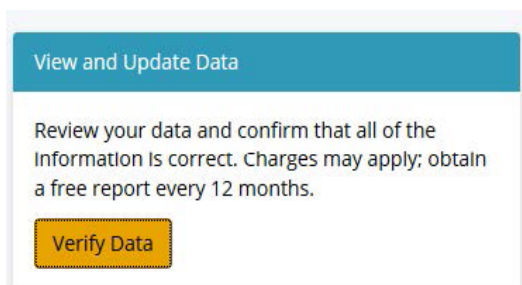 View and Update Data
Review your data and confirm that all of the
information is correct. Charges may apply; obtain
a free report every 12 months.
Verify Data